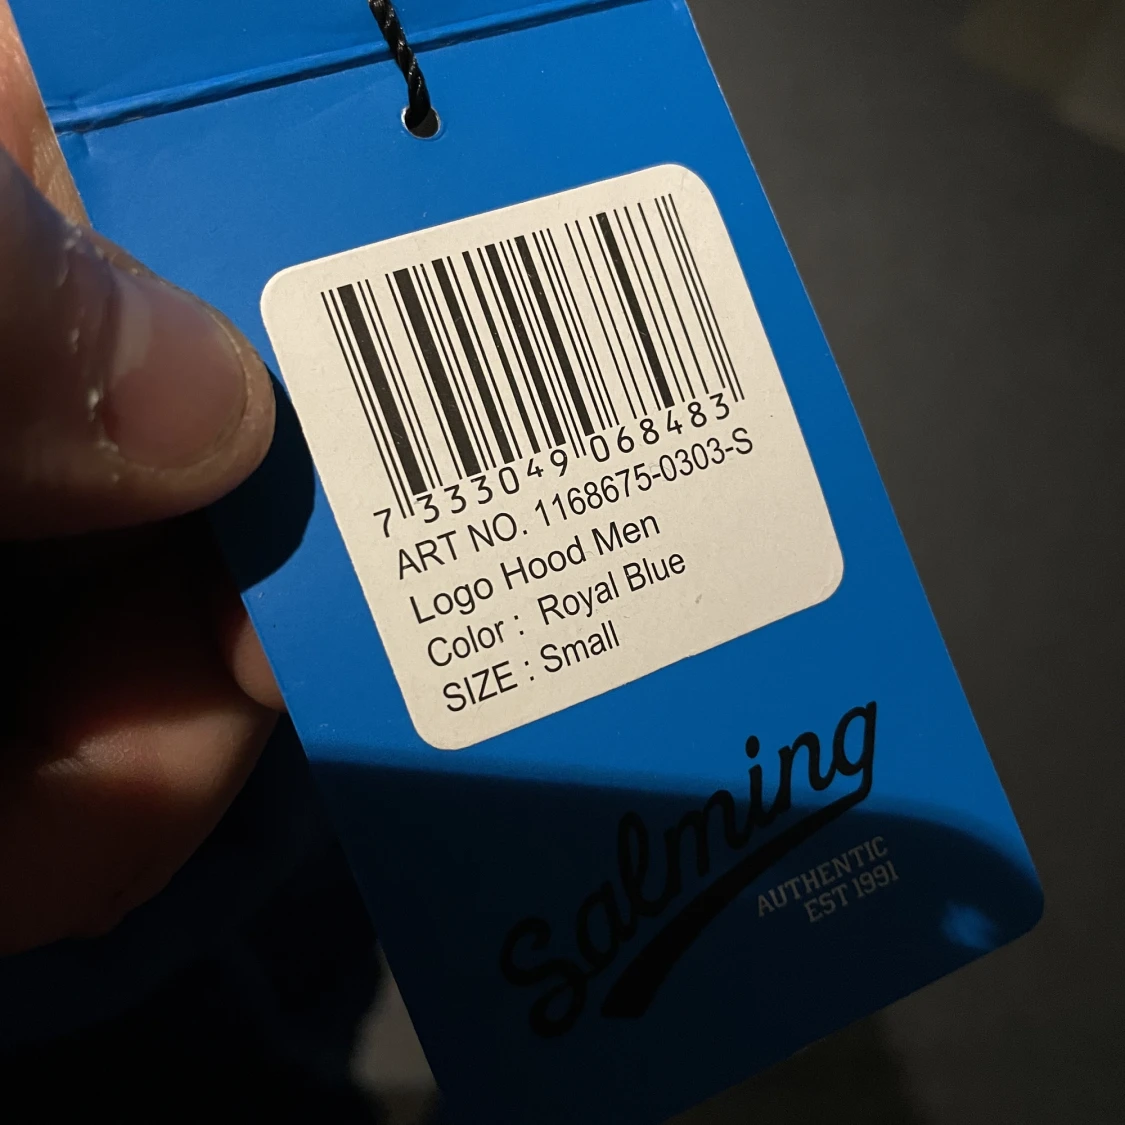 7 333049 068483
ART NO. 1168675-0303-S
Logo Hood Men
Color : Royal Blue
SIZE : Small
Salming
AUTHENTIC
EST 1991